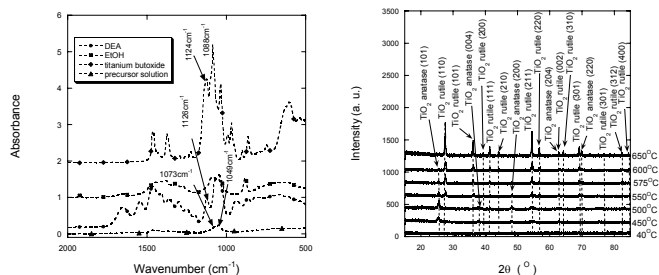 6
5
4
3
2
1
0
Absorbance
DEA
EtOH
titanium butoxide
precursor solution
1124cm-1
1088cm-1
1126cm-1
1073cm-1
1049cm-1
2000
1500
1000
500
Wavenumber (cm-1)
3500
3000
2500
2000
1500
1000
500
0
Intensity (a. u.)
TiO2 anatase (101)
TiO2 rutile (110)
TiO2 rutile (101)
TiO2 anatase (004)
TiO2 rutile (200)
TiO2 rutile (111)
TiO2 rutile (210)
TiO2 anatase (200)
TiO2 rutile (211)
TiO2 rutile (220)
TiO2 anatase (204)
TiO2 rutile (002)
TiO2 rutile (310)
TiO2 rutile (301)
TiO2 anatase (220)
TiO2 rutile (301)
TiO2 rutile (312)
TiO2 rutile (400)
650°C
600°C
575°C
550°C
500°C
450°C
40°C
20
30
40
50
60
70
80
2θ (O)